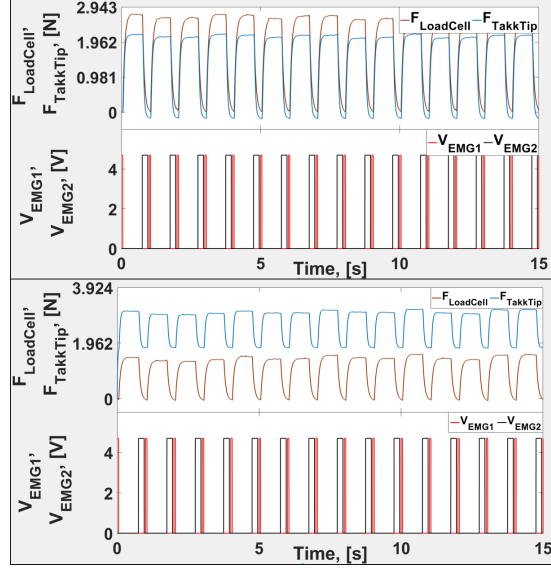 2.943
1.962
0.981
0
F_LoadCell, F_TakkTip, [N]
F_LoadCell F_TakkTip
4
2
0
V_EMG1, V_EMG2, [V]
V_EMG1 V_EMG2
0 5 10 15
Time, [s]
3.924
1.962
0
F_LoadCell, F_TakkTip, [N]
F_LoadCell F_TakkTip
4
2
0
V_EMG1, V_EMG2, [V]
V_EMG1 V_EMG2
0 5 10 15
Time, [s]